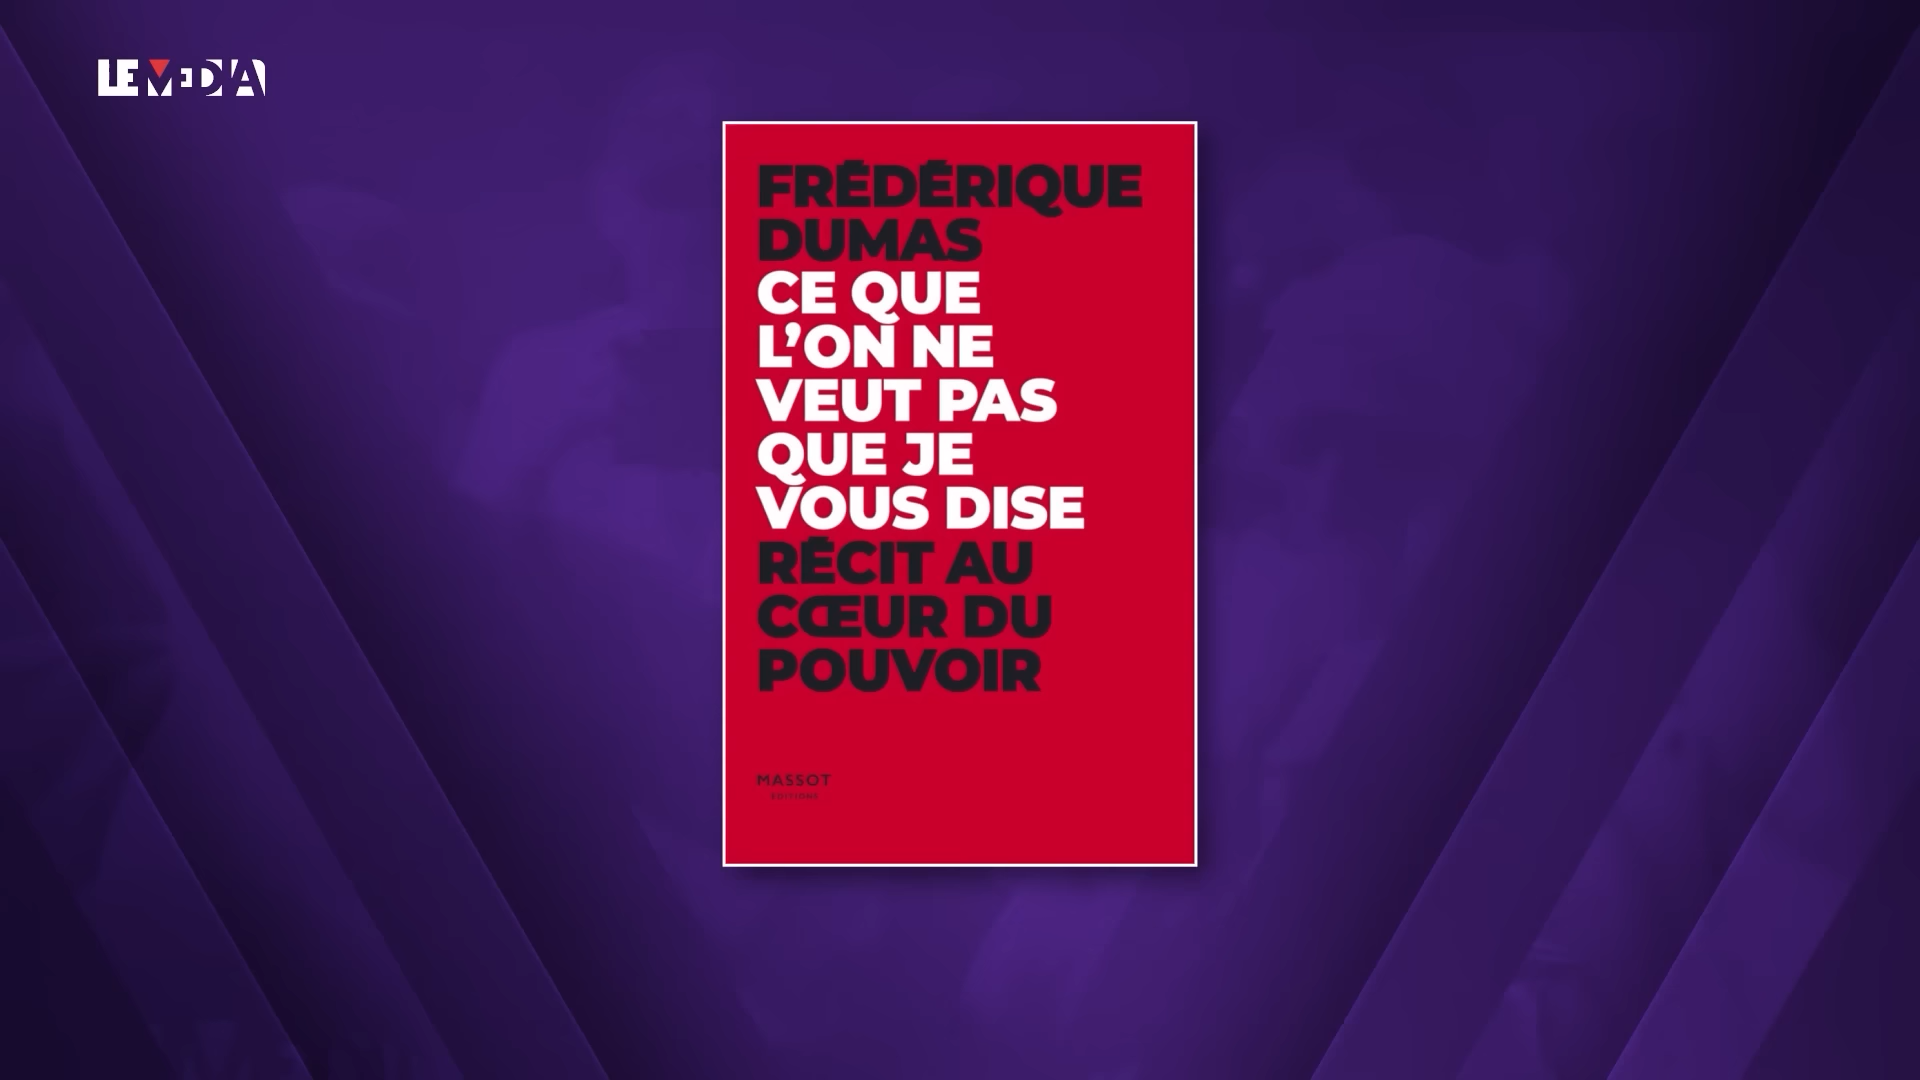 LE MEDIA
FRÉDÉRIQUE
DUMAS
CE QUE
L'ON NE
VEUT PAS
QUE JE
VOUS DISE
RÉCIT AU
CŒUR DU
POUVOIR
MASSOT
ÉDITIONS